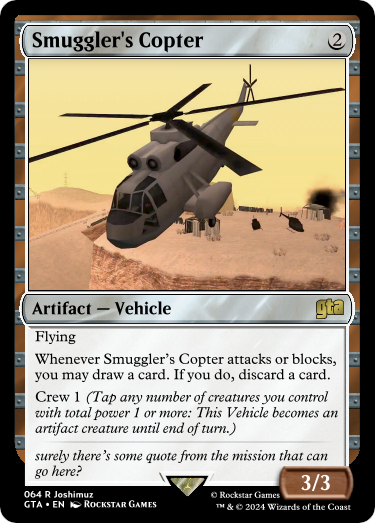 Smuggler's Copter 2
Artifact — Vehicle gta
Flying
Whenever Smuggler's Copter attacks or blocks,
you may draw a card. If you do, discard a card.
Crew 1 (Tap any number of creatures you control
with total power 1 or more: This Vehicle becomes an
artifact creature until end of turn.)
surely there's some quote from the mission that can
go here?
3/3
064 R Joshimuz
GTA • EN Rockstar Games
© Rockstar Games
™ & © 2024 Wizards of the Coast